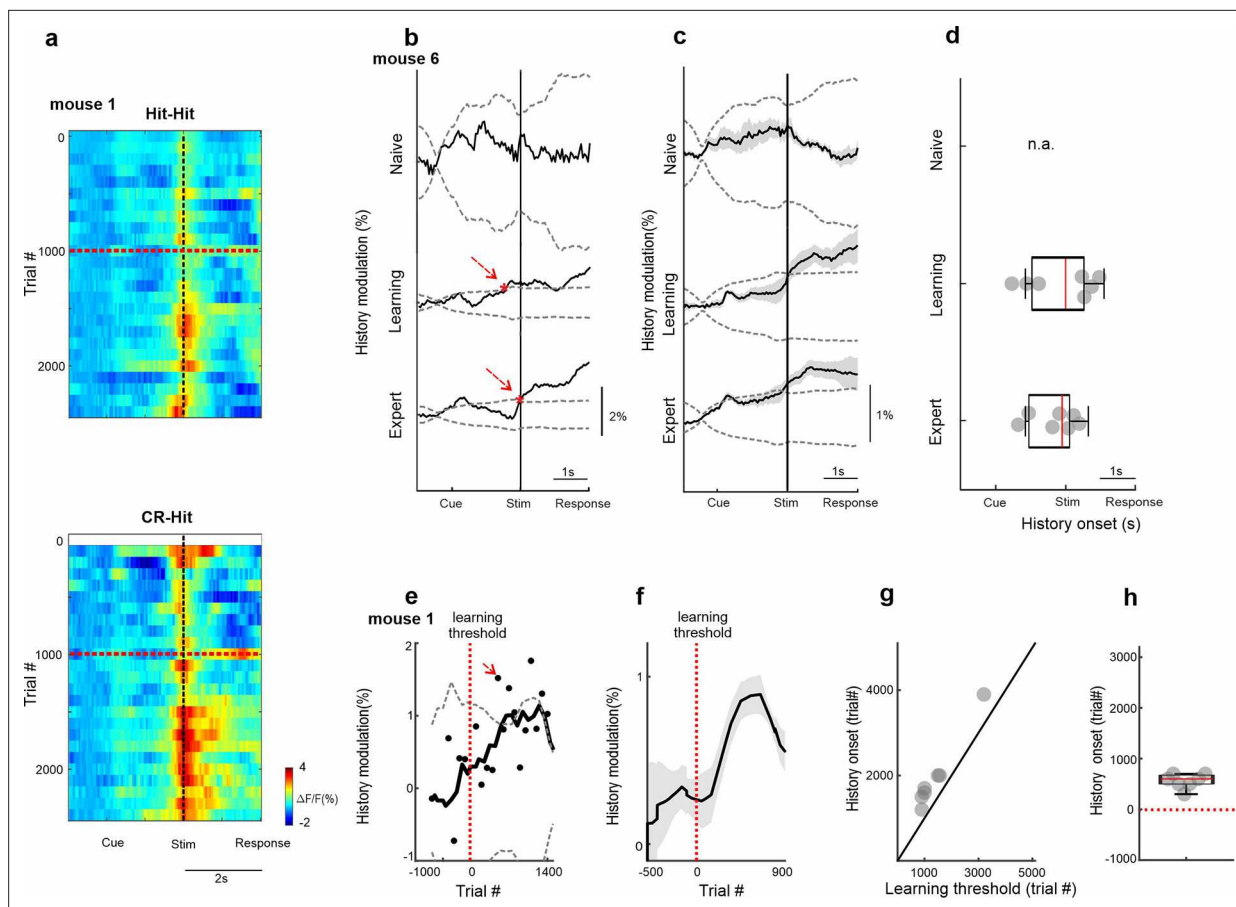 a
mouse 1
Hit-Hit
0
1000
2000
Trial #
CR-Hit
0
1000
2000
Trial #
4
ΔF/F(%)
-2
Cue
Stim
Response
2s
b
mouse 6
Naive
Learning
Expert
History modulation (%)
2%
1s
Cue
Stim
Response
c
Naive
Learning
Expert
History modulation(%)
1%
1s
Cue
Stim
Response
d
Naive
n.a.
Learning
Expert
1s
Cue
Stim
Response
History onset (s)
e
mouse 1
learning
threshold
2
1
0
-1
History modulation(%)
-1000
0
1400
Trial #
f
learning
threshold
1
0
History modulation(%)
-500
0
900
Trial #
g
4000
2000
0
History onset (trial#)
1000
3000
5000
Learning threshold (trial #)
h
3000
2000
1000
0
-1000
History onset (trial#)